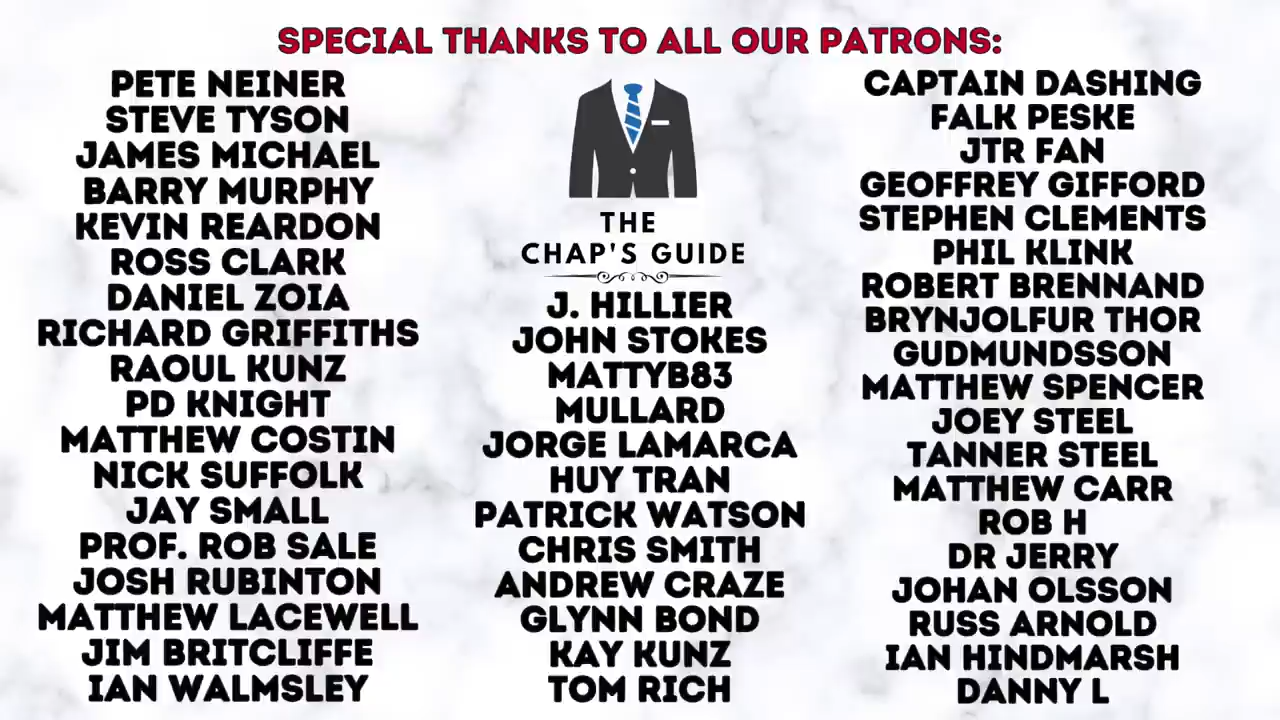 SPECIAL THANKS TO ALL OUR PATRONS:
PETE NEINER
STEVE TYSON
JAMES MICHAEL
BARRY MURPHY
KEVIN REARDON
ROSS CLARK
DANIEL ZOIA
RICHARD GRIFFITHS
RAOUL KUNZ
PD KNIGHT
MATTHEW COSTIN
NICK SUFFOLK
JAY SMALL
PROF. ROB SALE
JOSH RUBINTON
MATTHEW LACEWELL
JIM BRITCLIFFE
IAN WALMSLEY
THE
CHAP'S GUIDE
J. HILLIER
JOHN STOKES
MATTYB83
MULLARD
JORGE LAMARCA
HUY TRAN
PATRICK WATSON
CHRIS SMITH
ANDREW CRAZE
GLYNN BOND
KAY KUNZ
TOM RICH
CAPTAIN DASHING
FALK PESKE
JTR FAN
GEOFFREY GIFFORD
STEPHEN CLEMENTS
PHIL KLINK
ROBERT BRENNAND
BRYNJOLFUR THOR
GUDMUNDSSON
MATTHEW SPENCER
JOEY STEEL
TANNER STEEL
MATTHEW CARR
ROB H
DR JERRY
JOHAN OLSSON
RUSS ARNOLD
IAN HINDMARSH
DANNY L